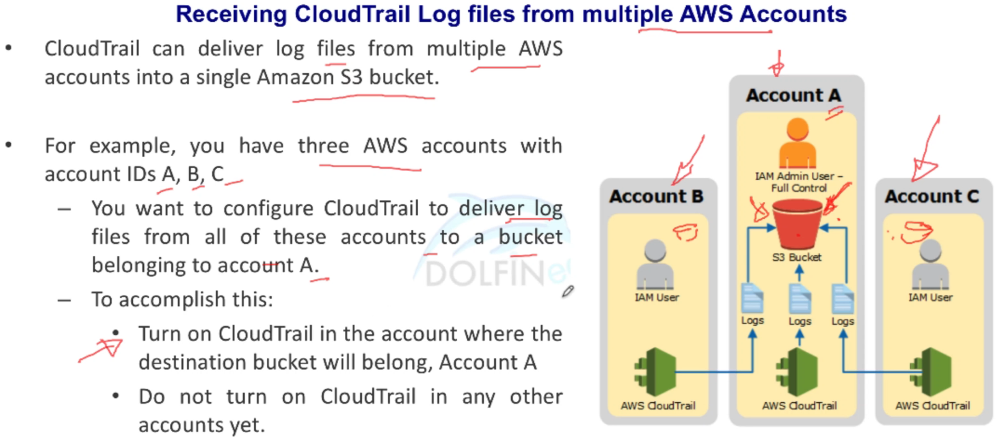 Receiving CloudTrail Log files from multiple AWS Accounts
• CloudTrail can deliver log files from multiple AWS
accounts into a single Amazon S3 bucket.
• For example, you have three AWS accounts with
account IDs A, B, C
– You want to configure CloudTrail to deliver log
files from all of these accounts to a bucket
belonging to account A.
– To accomplish this:
• Turn on CloudTrail in the account where the
destination bucket will belong, Account A
• Do not turn on CloudTrail in any other
accounts yet.
DOLFINe
Account A
IAM Admin User –
Full Control
S3 Bucket
Account B
IAM User
Account C
IAM User
Logs
Logs
Logs
AWS CloudTrail
AWS CloudTrail
AWS CloudTrail